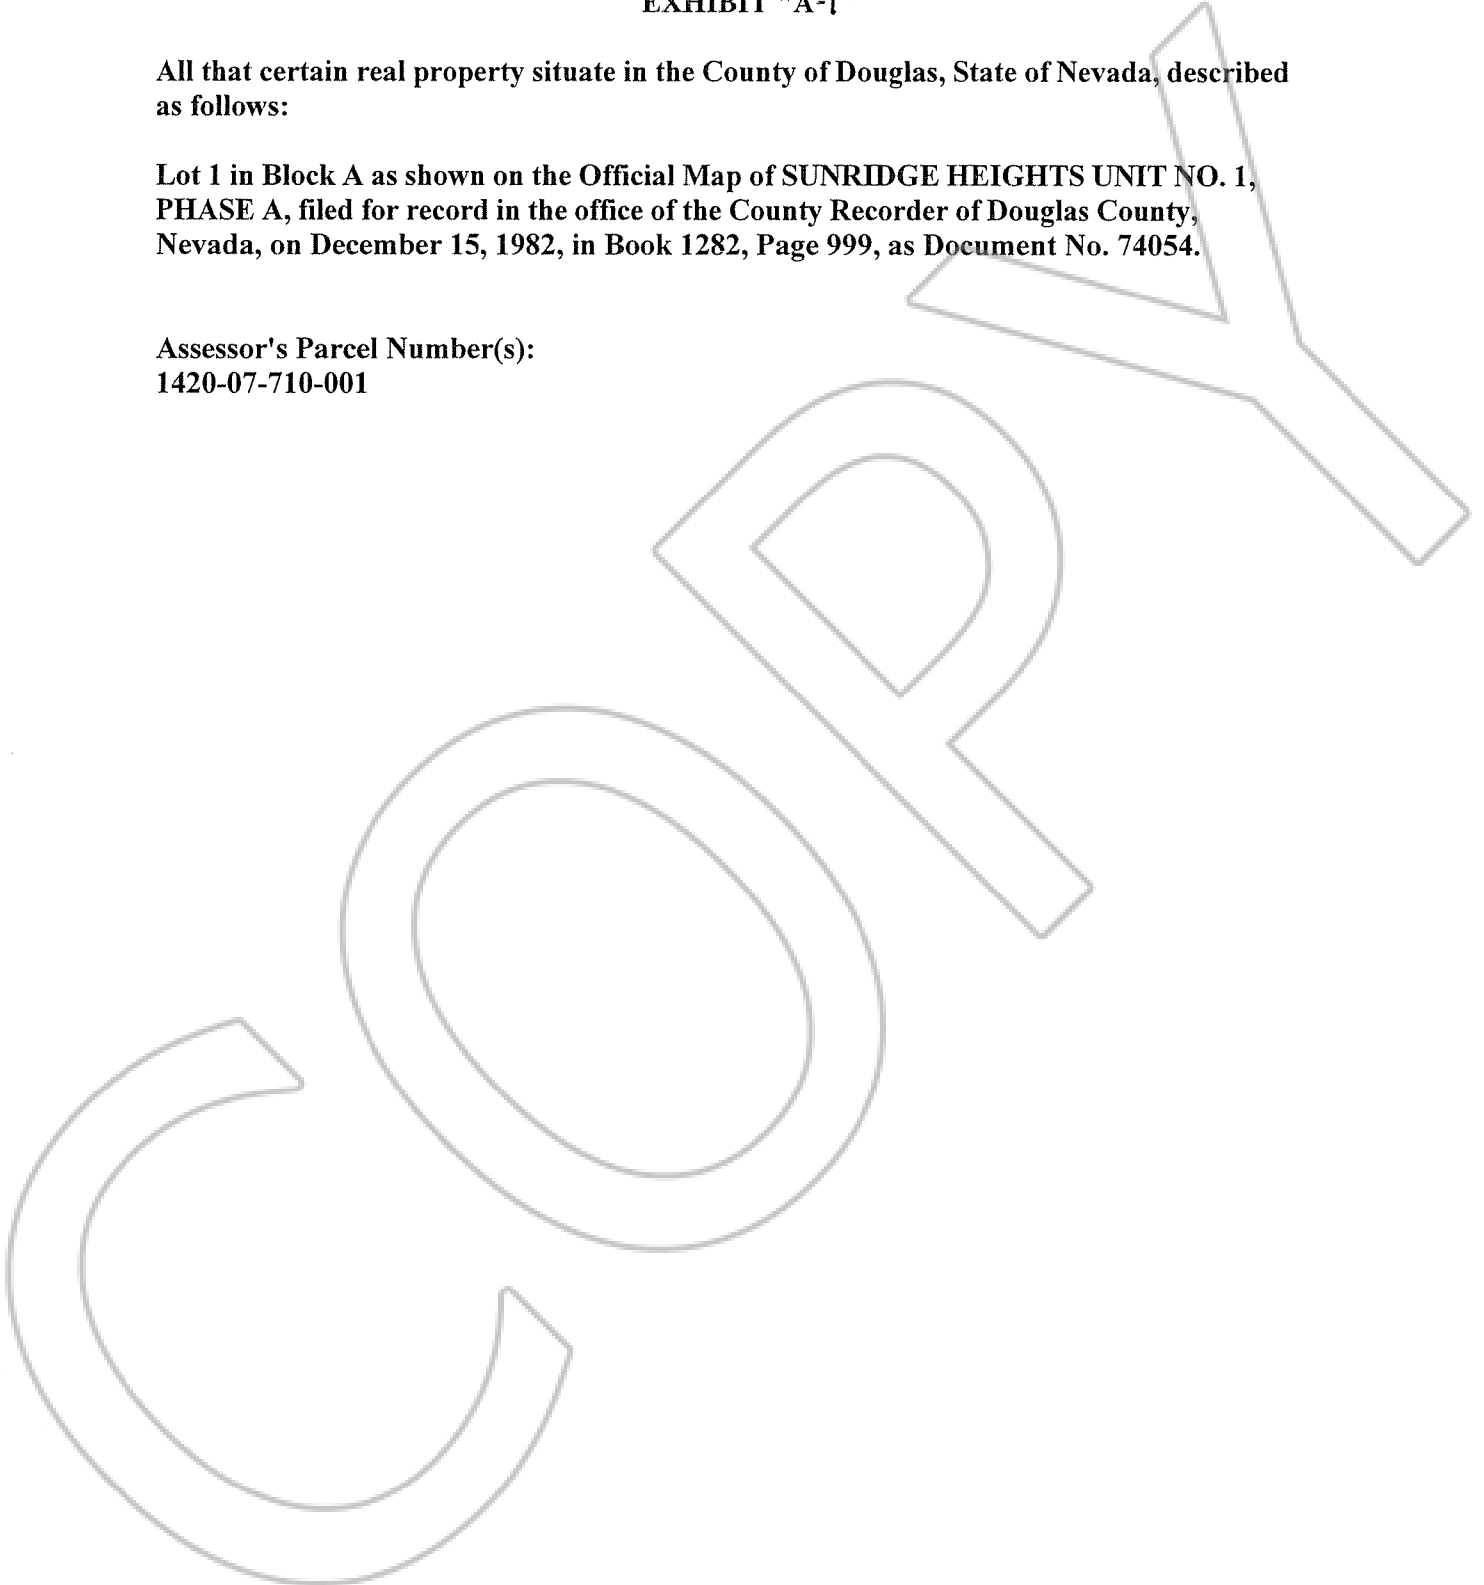 EXHIBIT "A-1
All that certain real property situate in the County of Douglas, State of Nevada, described
as follows:
Lot 1 in Block A as shown on the Official Map of SUNRIDGE HEIGHTS UNIT NO. 1,
PHASE A, filed for record in the office of the County Recorder of Douglas County,
Nevada, on December 15, 1982, in Book 1282, Page 999, as Document No. 74054.
Assessor's Parcel Number(s):
1420-07-710-001
COPY